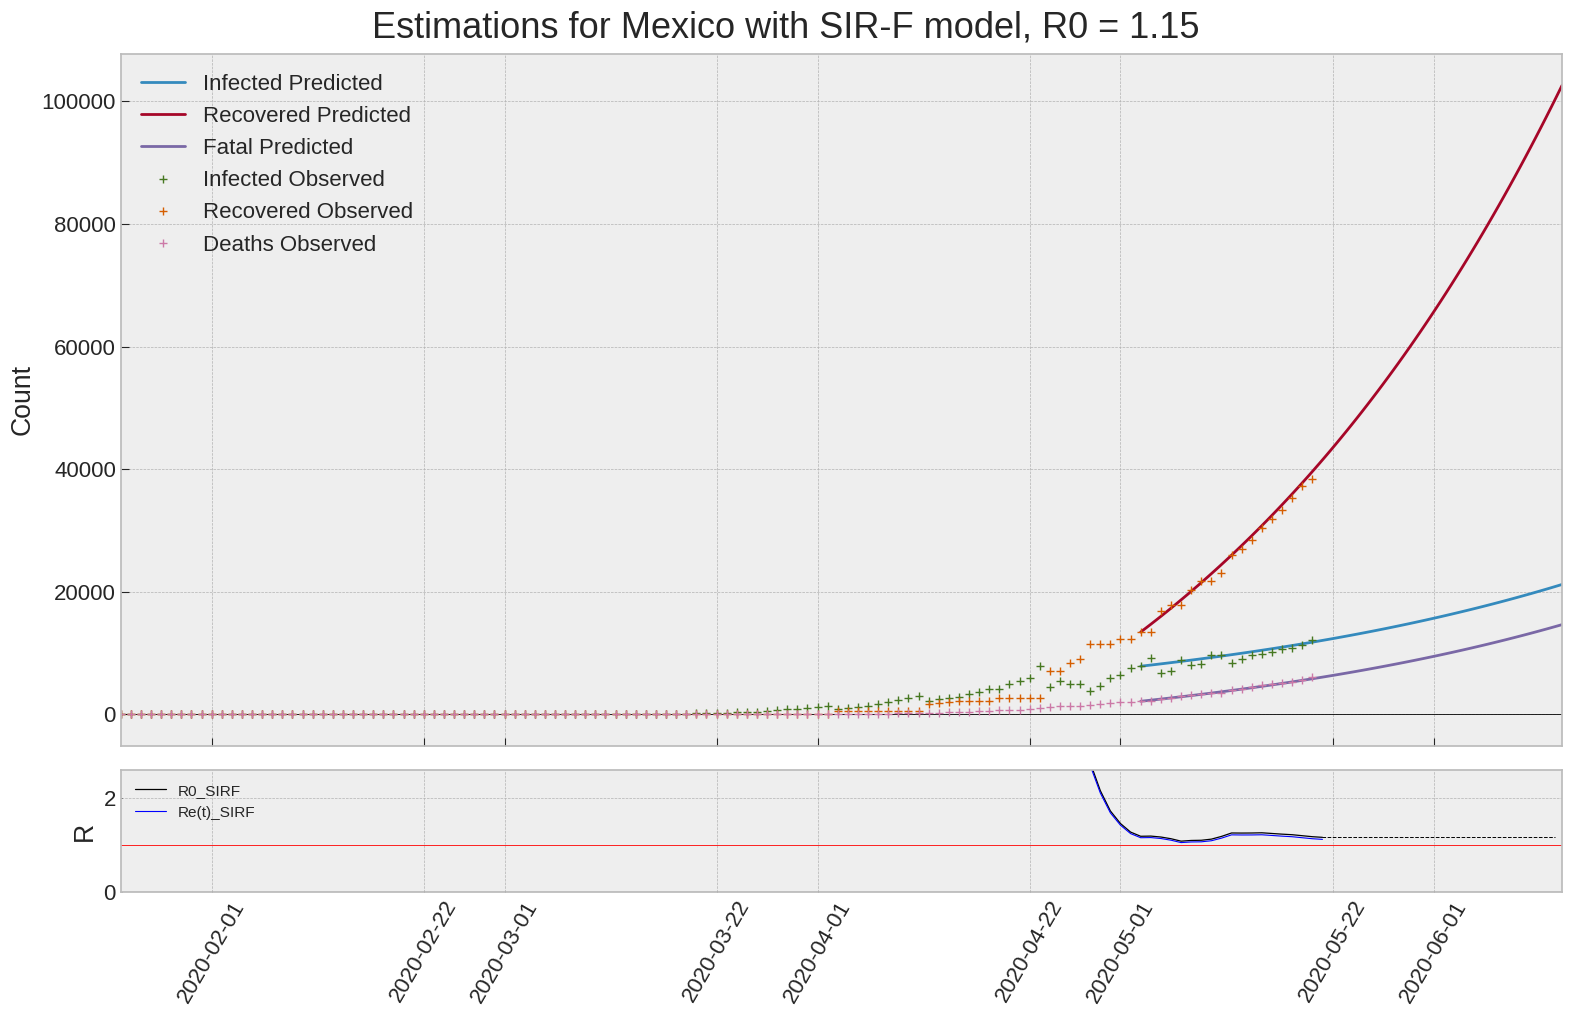 Estimations for Mexico with SIR-F model, R0 = 1.15
Infected Predicted
Recovered Predicted
Fatal Predicted
Infected Observed
Recovered Observed
Deaths Observed
Count
100000
80000
60000
40000
20000
0
R0_SIRF
Re(t)_SIRF
R
2
0
2020-02-01
2020-02-22
2020-03-01
2020-03-22
2020-04-01
2020-04-22
2020-05-01
2020-05-22
2020-06-01